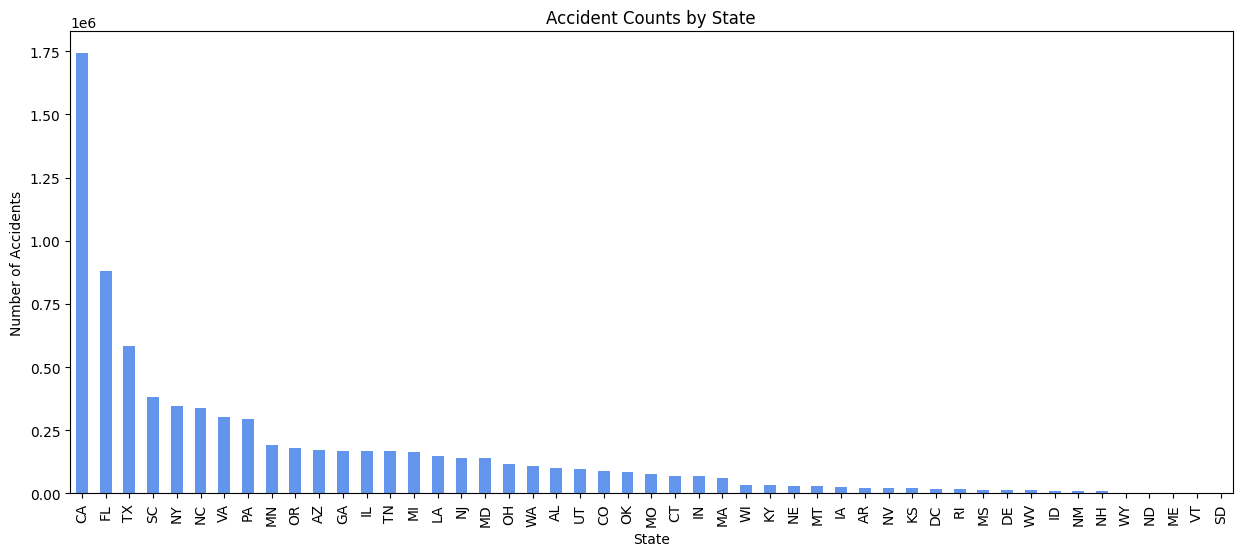 Accident Counts by State
1e6
1.75
1.50
1.25
1.00
0.75
0.50
0.25
0.00
Number of Accidents
CA FL TX SC NY NC VA PA MN OR AZ GA IL TN MI LA NJ MD OH WA AL UT CO OK MO CT IN MA WI KY NE MT IA AR NV KS DC RI MS DE WV ID NM NH WY ND ME VT SD
State